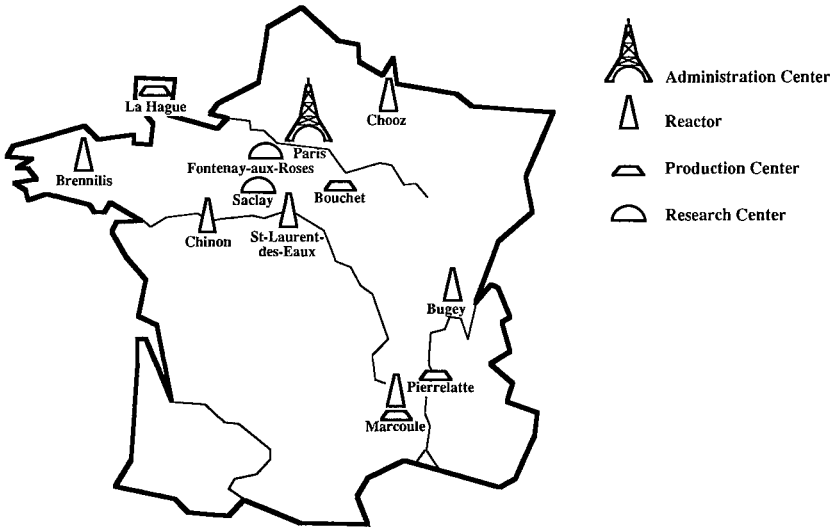 La Hague
Chooz
Paris
Fontenay-aux-Roses
Brennilis
Saclay
Bouchet
Chinon
St-Laurent-
des-Eaux
Bugey
Pierrelatte
Marcoule
Administration Center
Reactor
Production Center
Research Center